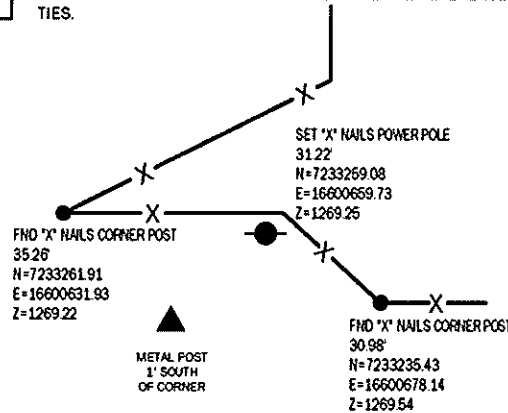 TIES.
SET "X" NAILS POWER POLE
31.22'
N=7233259.08
E=16600659.73
Z=1269.25
FND "X" NAILS CORNER POST
35.26'
N=7233261.91
E=16600631.93
Z=1269.22
METAL POST
1' SOUTH
OF CORNER
FND "X" NAILS CORNER POST
30.98'
N=7233235.43
E=16600678.14
Z=1269.54